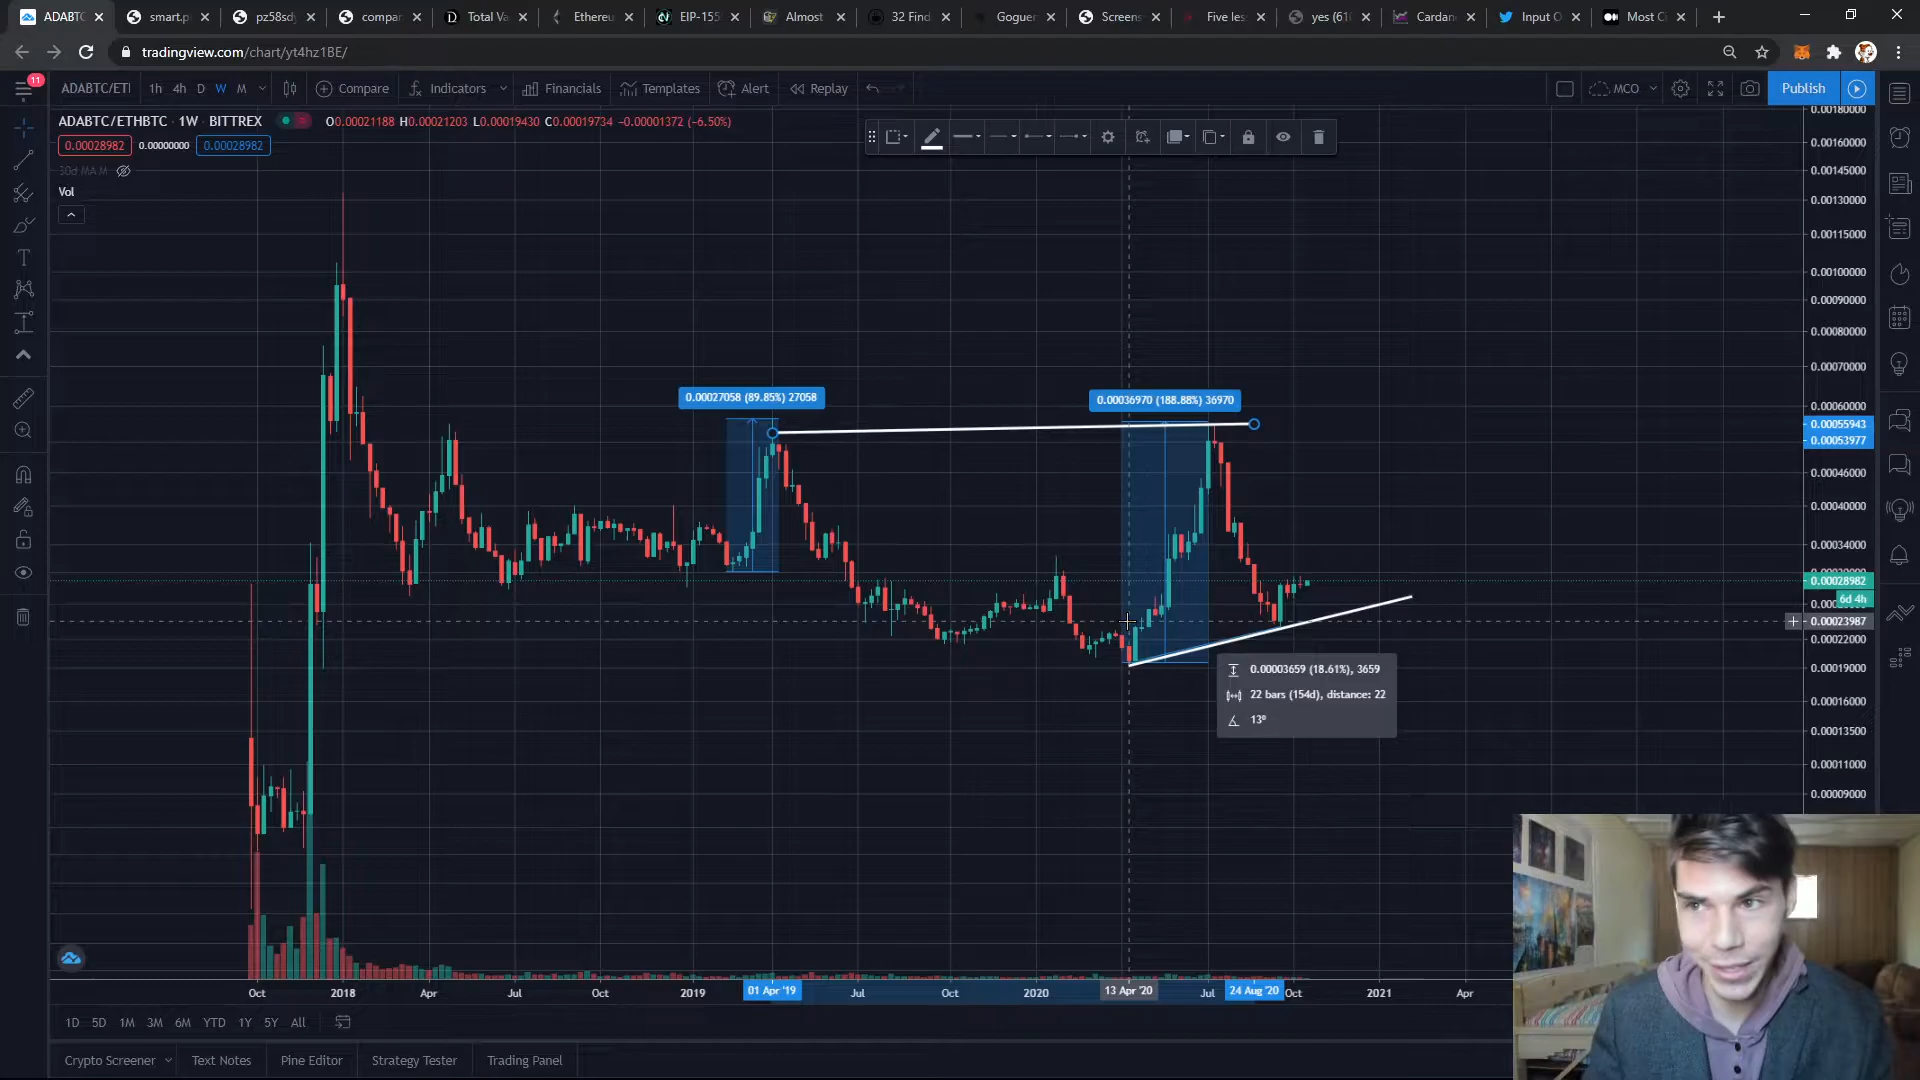 ADABTC
smart.p
pz58sdy
compar
Total Va
Ethereu
EIP-155
Almost
32 Find
Goguer
Screens
Five les
yes (61
Cardan
Input O
Most Ci
tradingview.com/chart/yt4hz1BE/
11
ADABTC/ETI 1h 4h D W M Compare Indicators Financials Templates Alert Replay MCO Publish
ADABTC/ETHBTC · 1W · BITTREX O0.00021188 H0.00021203 L0.00019430 C0.00019734 −0.00001372 (−6.50%)
0.00028982 0.00000000 0.00028982
30d MA M
Vol
0.00027058 (89.85%) 27058
0.00036970 (188.88%) 36970
0.00003659 (18.61%), 3659
22 bars (154d), distance: 22
13º
0.00180000
0.00160000
0.00145000
0.00130000
0.00115000
0.00100000
0.00090000
0.00080000
0.00070000
0.00060000
0.00055943
0.00053977
0.00046000
0.00040000
0.00034000
0.00028982
6d 4h
0.00023987
0.00022000
0.00019000
0.00016000
0.00013500
0.00011000
0.00009000
Oct 2018 Apr Jul Oct 2019 01 Apr '19 Jul Oct 2020 13 Apr '20 Jul 24 Aug '20 Oct 2021 Apr
1D 5D 1M 3M 6M YTD 1Y 5Y All
Crypto Screener Text Notes Pine Editor Strategy Tester Trading Panel